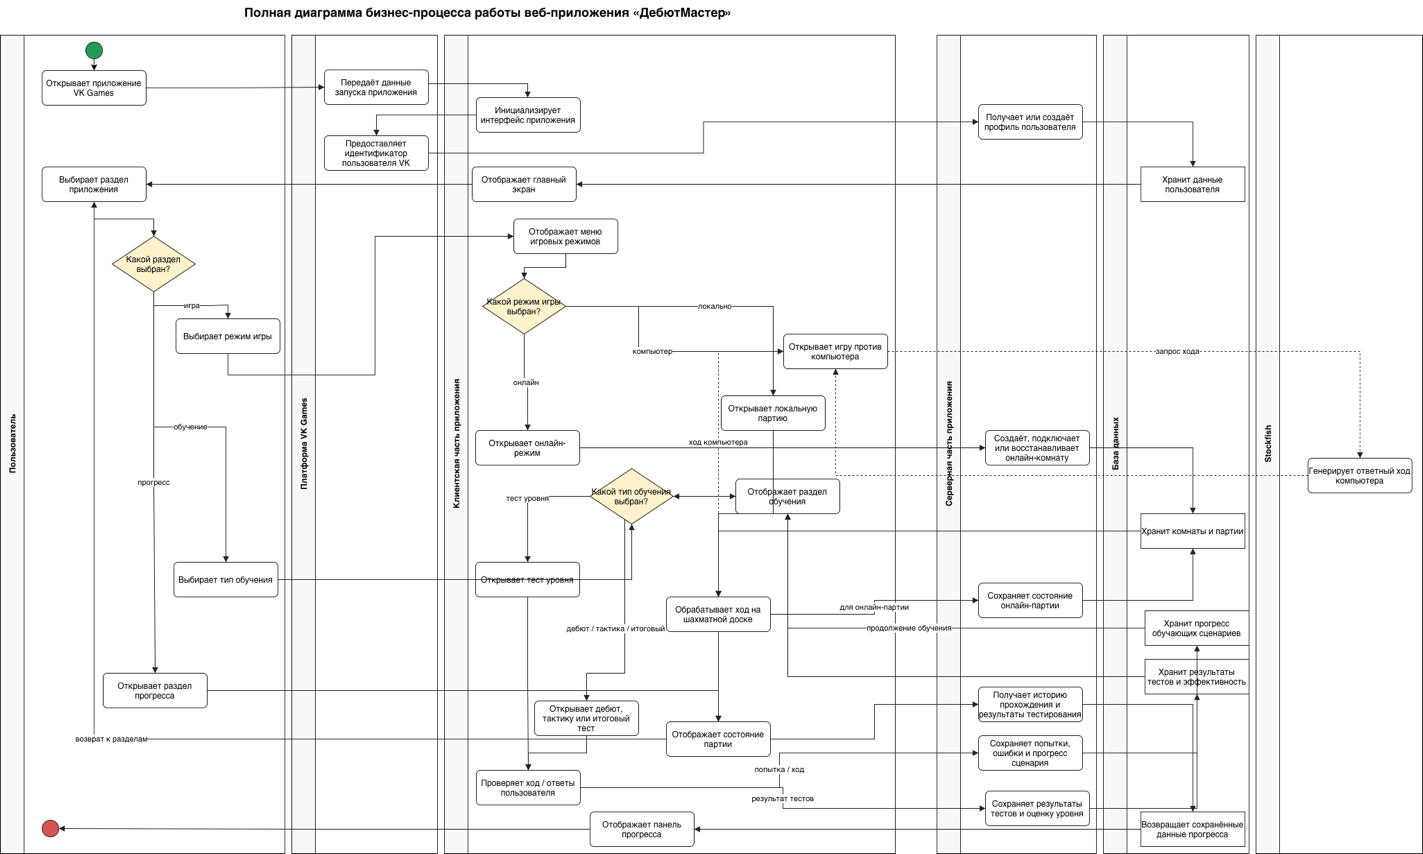 Полная диаграмма бизнес-процесса работы веб-приложения «ДебютМастер»
Пользователь
Открывает приложение
VK Games
Выбирает раздел
приложения
Какой раздел
выбран?
игра
Выбирает режим игры
обучение
прогресс
Выбирает тип обучения
Открывает раздел
прогресса
возврат к разделам
Платформа VK Games
Передаёт данные
запуска приложения
Предоставляет
идентификатор
пользователя VK
Клиентская часть приложения
Инициализирует
интерфейс приложения
Отображает главный
экран
Отображает меню
игровых режимов
Какой режим игры
выбран?
локально
компьютер
онлайн
Открывает игру против
компьютера
Открывает локальную
партию
Открывает онлайн-
режим
ход компьютера
Какой тип обучения
выбран?
тест уровня
Отображает раздел
обучения
Открывает тест уровня
Обрабатывает ход на
шахматной доске
для онлайн-партии
продолжение обучения
дебют / тактика / итоговый
Открывает дебют,
тактику или итоговый
тест
Отображает состояние
партии
Проверяет ход / ответы
пользователя
попытка / ход
результат тестов
Отображает панель
прогресса
Серверная часть приложения
Получает или создаёт
профиль пользователя
Создаёт, подключает
или восстанавливает
онлайн-комнату
Сохраняет состояние
онлайн-партии
Получает историю
прохождения и
результаты тестирования
Сохраняет попытки,
ошибки и прогресс
сценария
Сохраняет результаты
тестов и оценку уровня
База данных
Хранит данные
пользователя
запрос хода
Хранит комнаты и партии
Хранит прогресс
обучающих сценариев
Хранит результаты
тестов и эффективность
Возвращает сохранённые
данные прогресса
Stockfish
Генерирует ответный ход
компьютера